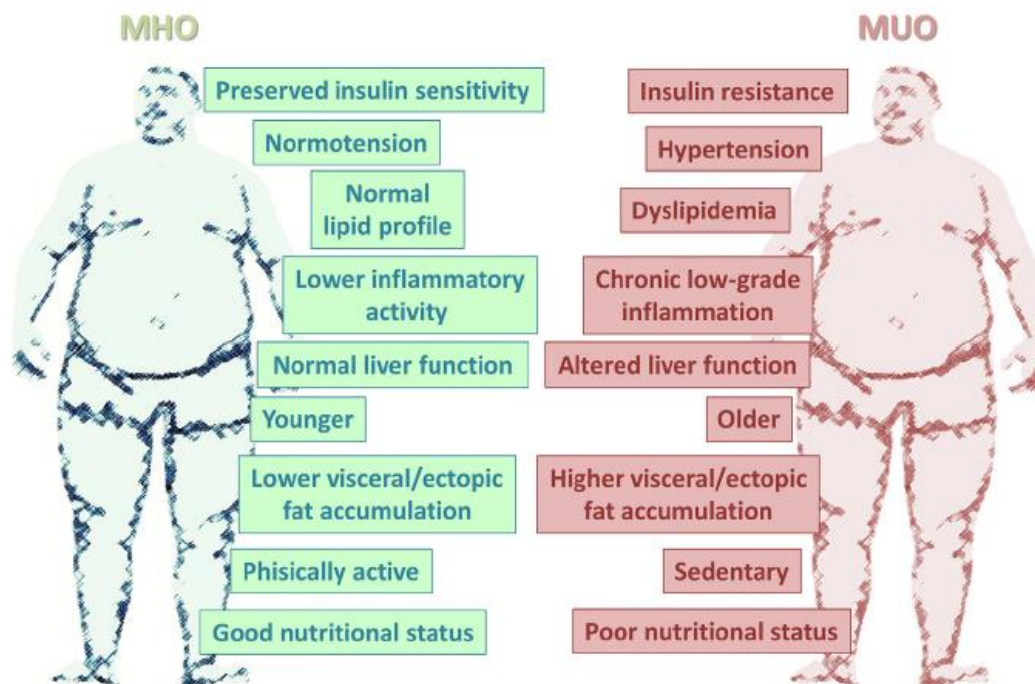 MHO
MUO
Preserved insulin sensitivity
Insulin resistance
Normotension
Hypertension
Normal
lipid profile
Dyslipidemia
Lower inflammatory
activity
Chronic low-grade
inflammation
Normal liver function
Altered liver function
Younger
Older
Lower visceral/ectopic
fat accumulation
Higher visceral/ectopic
fat accumulation
Phisically active
Sedentary
Good nutritional status
Poor nutritional status